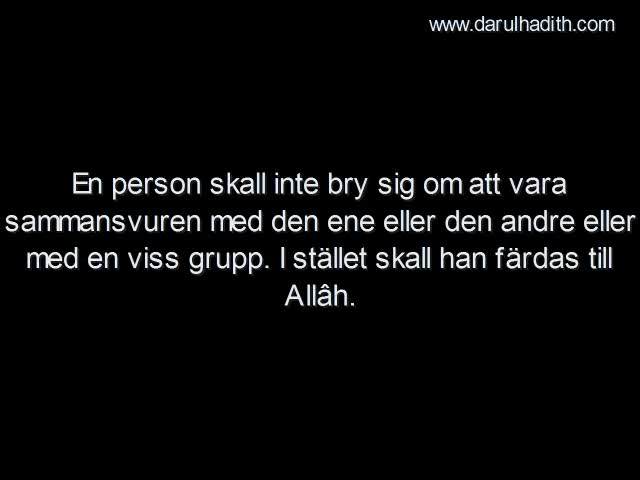 www.darulhadith.com
En person skall inte bry sig om att vara
sammansvuren med den ene eller den andre eller
med en viss grupp. I stället skall han färdas till
Allâh.